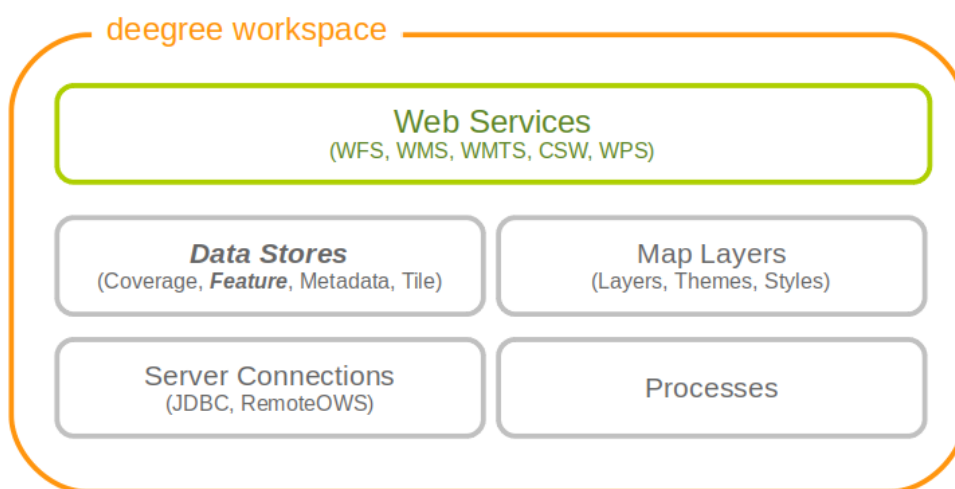 deegree workspace
Web Services
(WFS, WMS, WMTS, CSW, WPS)
Data Stores
(Coverage, Feature, Metadata, Tile)
Map Layers
(Layers, Themes, Styles)
Server Connections
(JDBC, RemoteOWS)
Processes